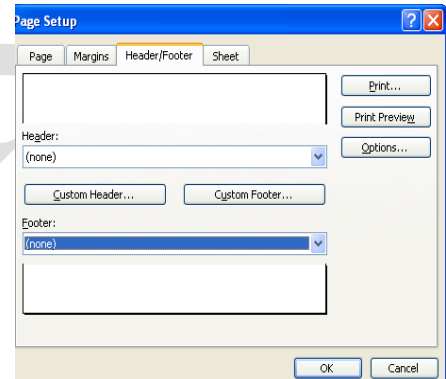 Page Setup
Page Margins Header/Footer Sheet
Print...
Print Preview
Options...
Header:
(none)
Custom Header... Custom Footer...
Footer:
(none)
OK Cancel